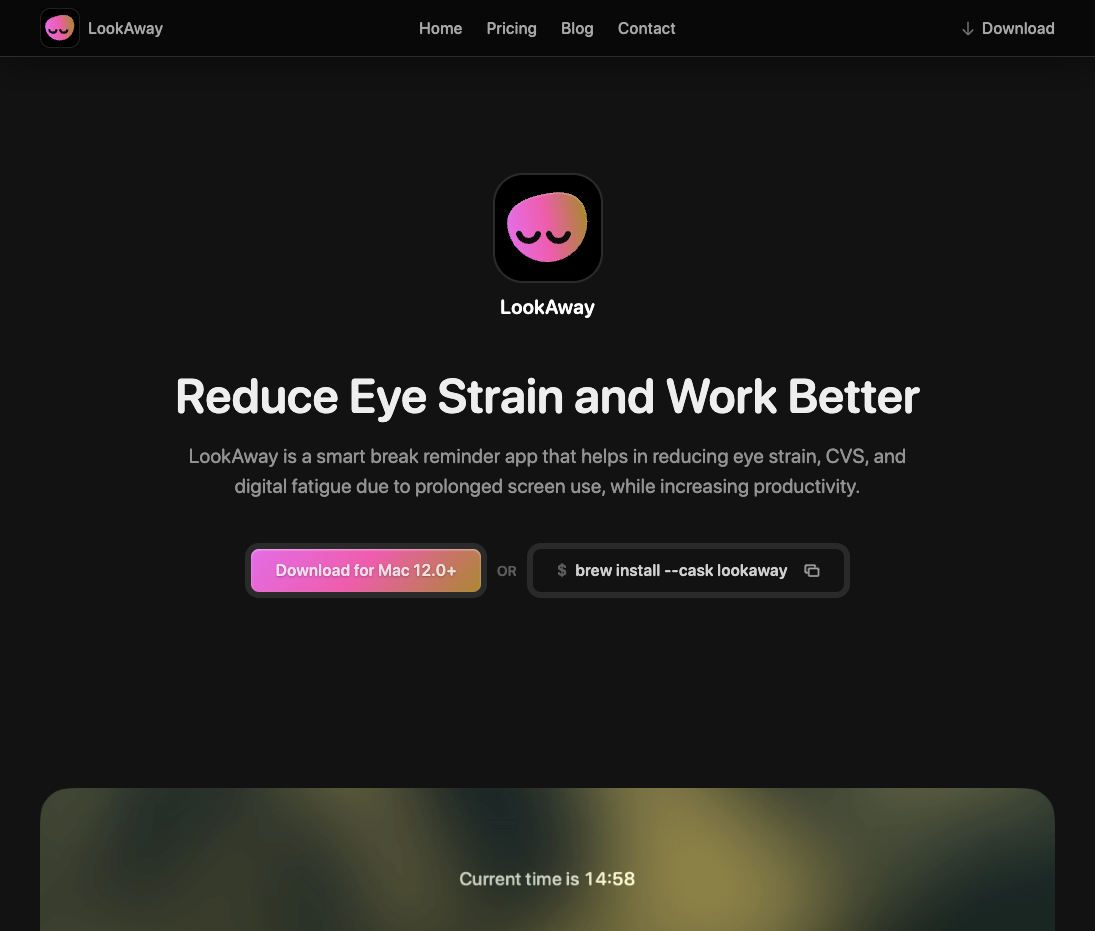 LookAway
Home
Pricing
Blog
Contact
Download
LookAway
Reduce Eye Strain and Work Better
LookAway is a smart break reminder app that helps in reducing eye strain, CVS, and
digital fatigue due to prolonged screen use, while increasing productivity.
Download for Mac 12.0+
OR
$ brew install --cask lookaway
Current time is 14:58